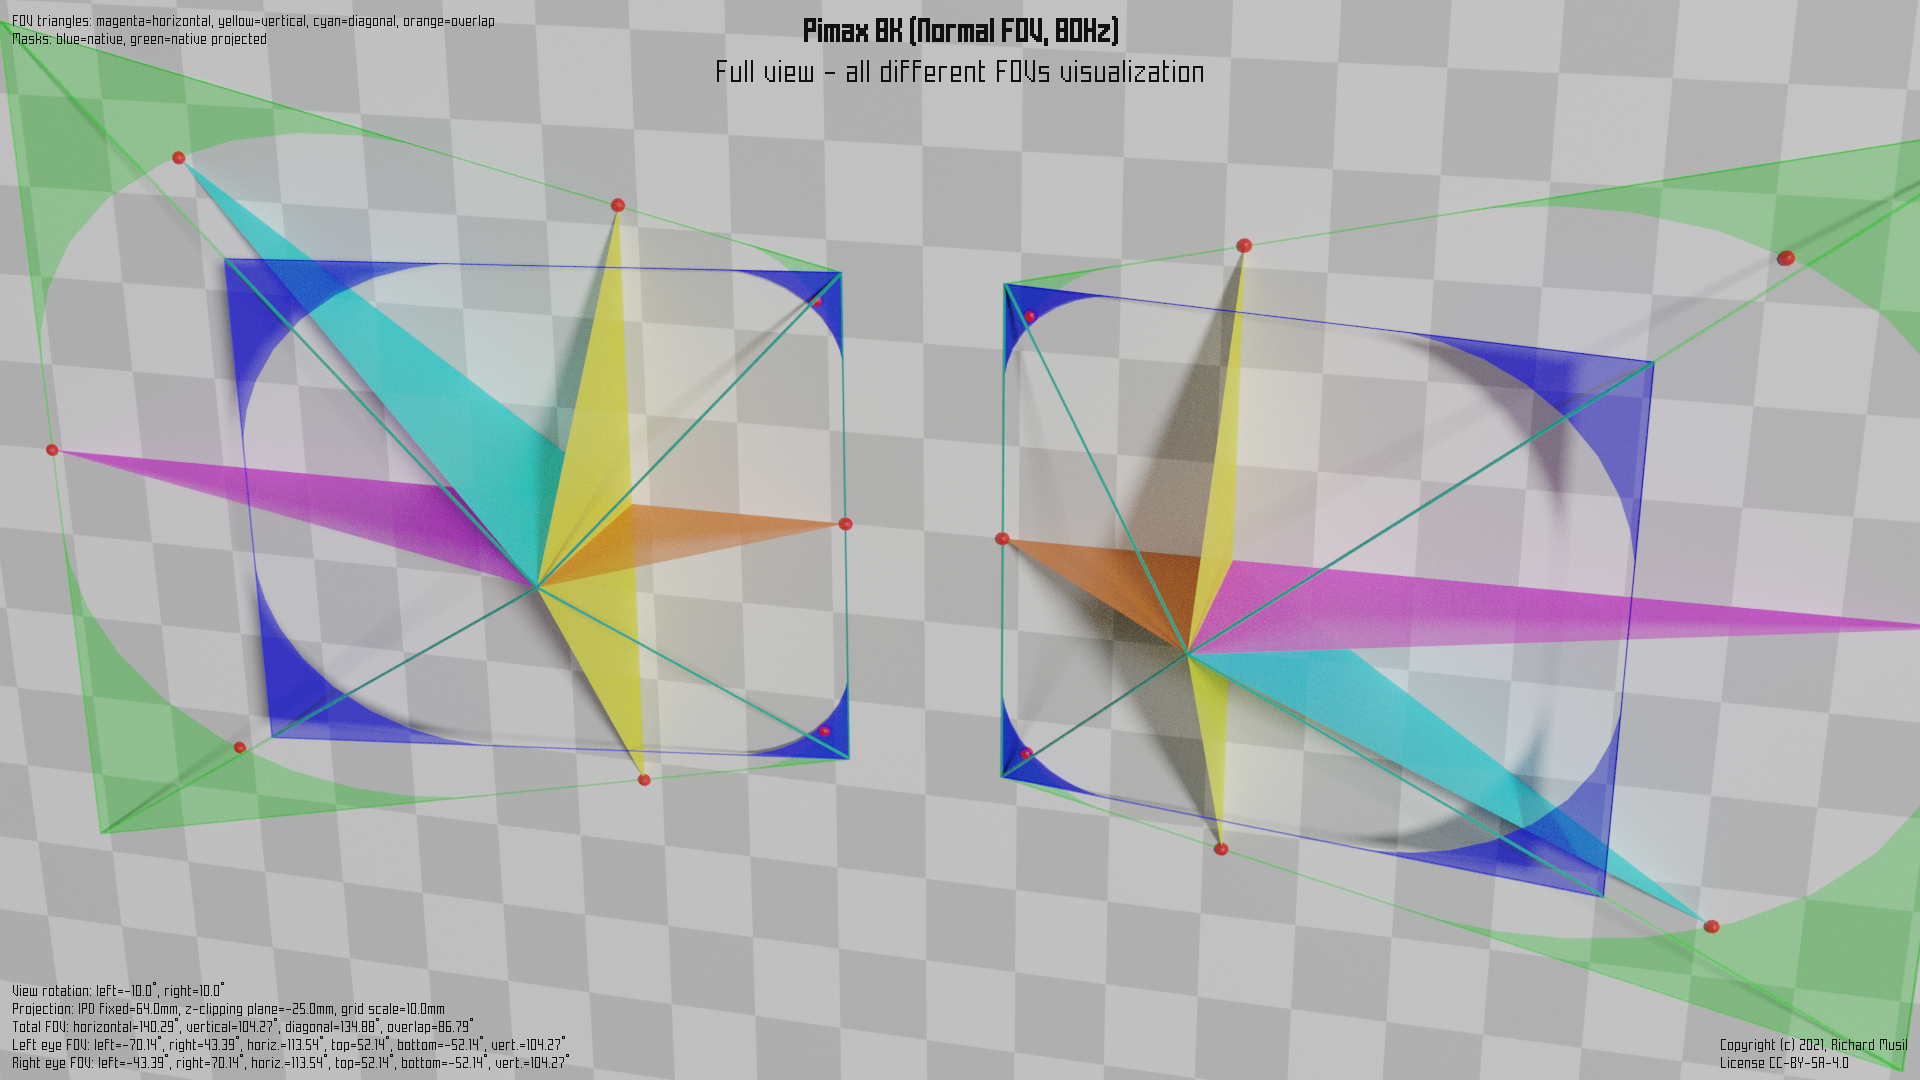 FOV triangles: magenta=horizontal, yellow=vertical, cyan=diagonal, orange=overlap
Masks: blue=native, green=native projected
Pimax 8K (Normal FOV, 80Hz)
Full view - all different FOVs visualization
View rotation: left=-10.0°, right=10.0°
Projection: IPD fixed=64.0mm, z-clipping plane=-25.0mm, grid scale=10.0mm
Total FOV: horizontal=140.29°, vertical=104.27°, diagonal=134.88°, overlap=86.79°
Left eye FOV: left=-70.14°, right=43.39°, horiz.=113.54°, top=52.14°, bottom=-52.14°, vert.=104.27°
Right eye FOV: left=-43.39°, right=70.14°, horiz.=113.54°, top=52.14°, bottom=-52.14°, vert.=104.27°
Copyright (c) 2021, Richard Musil
License CC-BY-SA-4.0